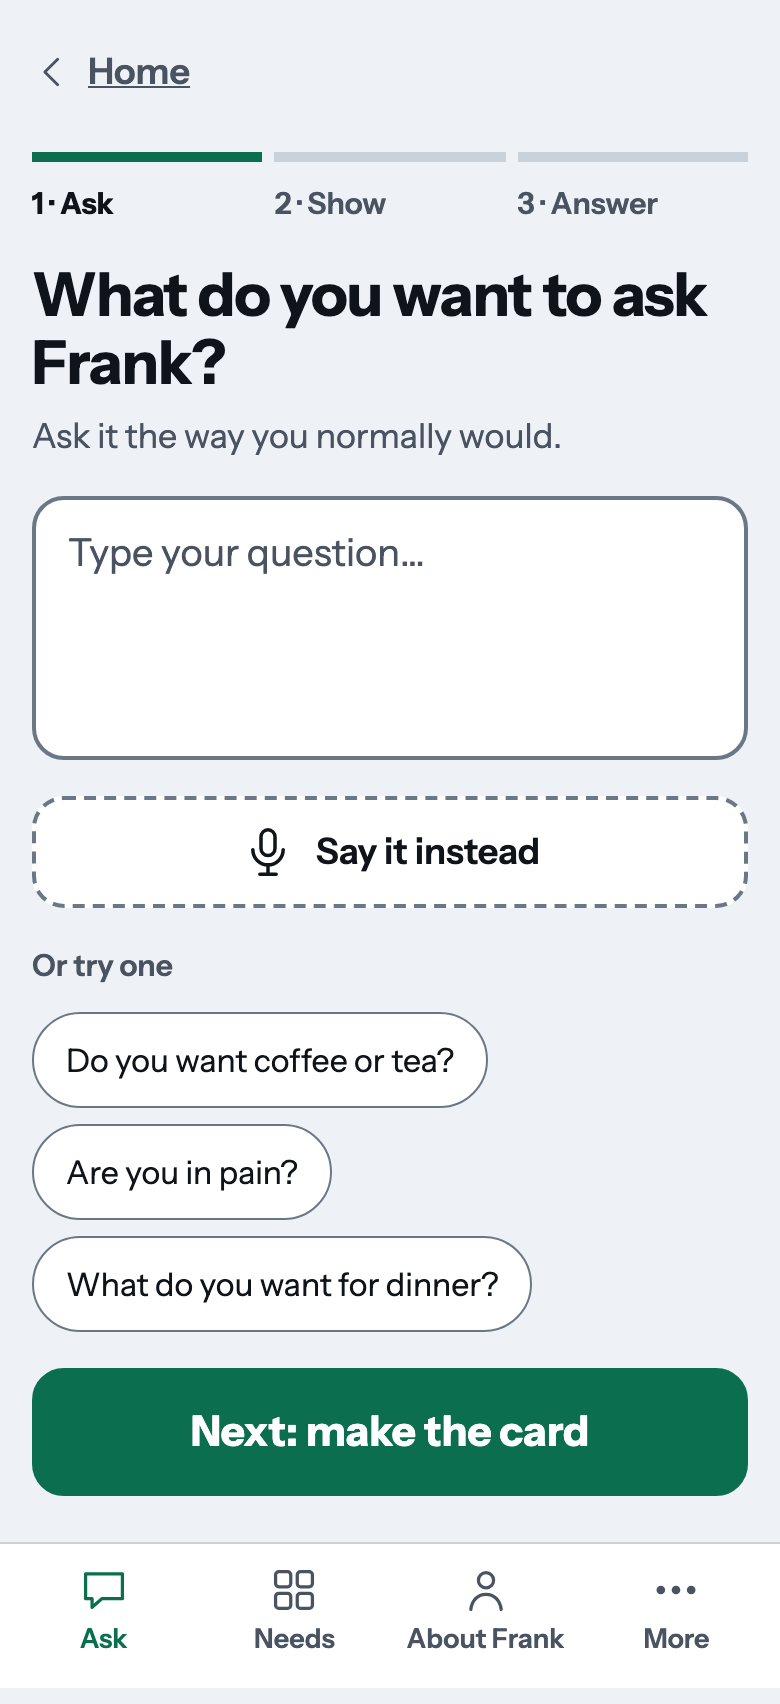 Home
1 · Ask
2 · Show
3 · Answer
What do you want to ask
Frank?
Ask it the way you normally would.
Type your question...
Say it instead
Or try one
Do you want coffee or tea?
Are you in pain?
What do you want for dinner?
Next: make the card
Ask
Needs
About Frank
More